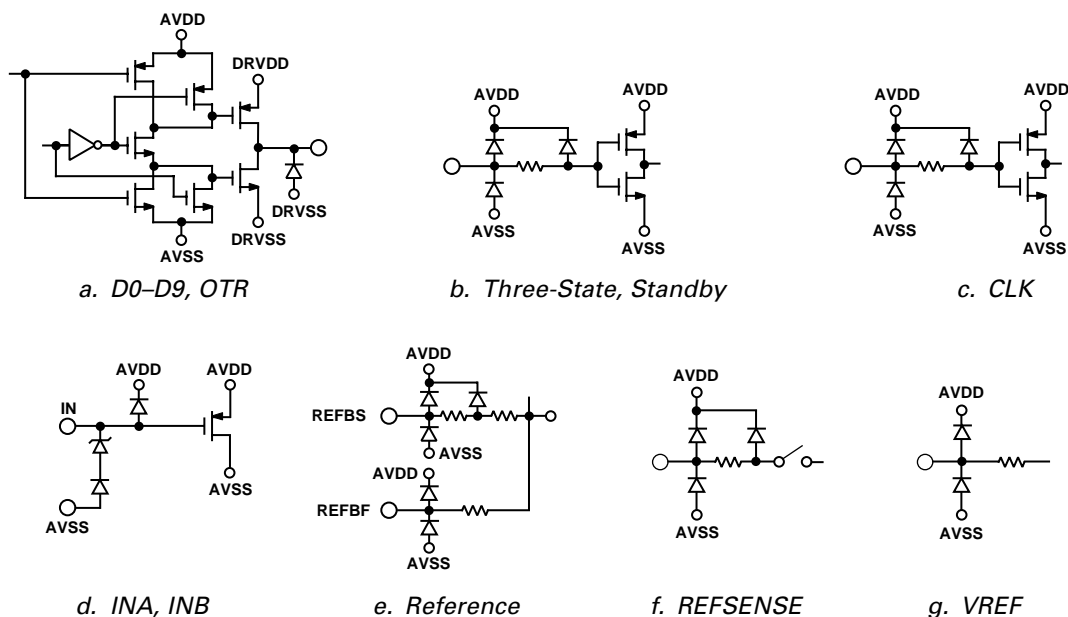 AVDD
DRVDD
DRVSS
DRVSS
AVSS
a. D0–D9, OTR
AVDD
AVDD
AVSS
AVSS
b. Three-State, Standby
AVDD
AVDD
AVSS
AVSS
c. CLK
AVDD
AVDD
IN
AVSS
AVSS
d. INA, INB
AVDD
REFBS
AVSS
AVDD
REFBF
AVSS
e. Reference
AVDD
AVSS
f. REFSENSE
AVDD
AVSS
g. VREF